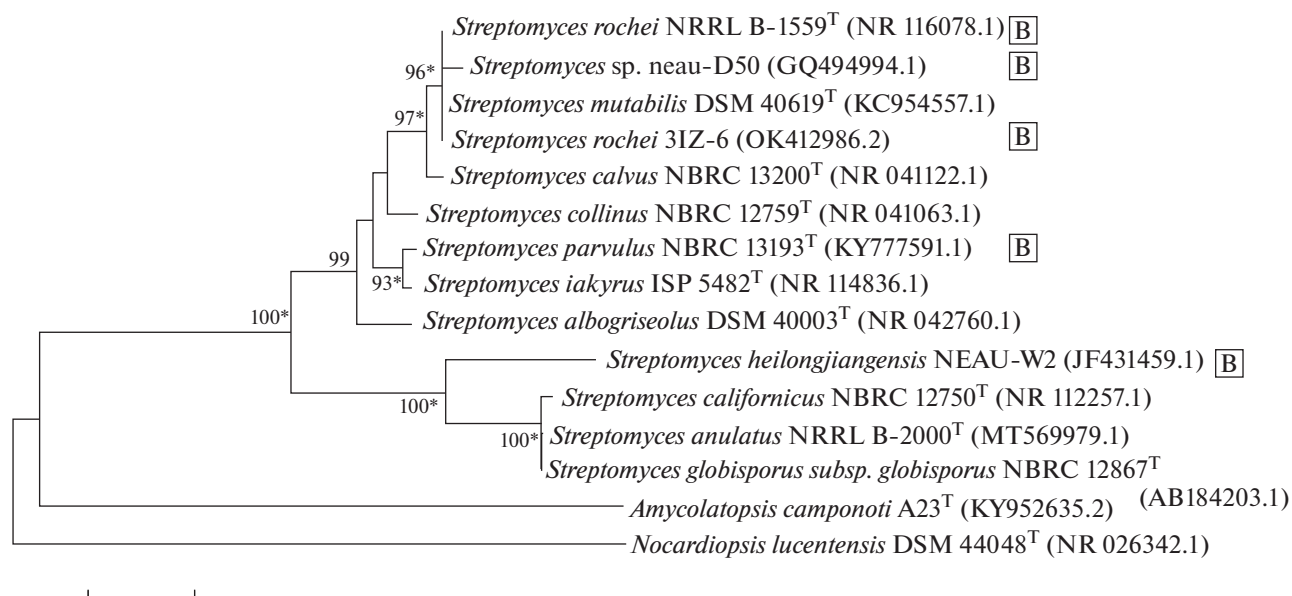 Streptomyces rochei NRRL B-1559ᵀ (NR 116078.1) B
96*
Streptomyces sp. neau-D50 (GQ494994.1) B
Streptomyces mutabilis DSM 40619ᵀ (KC954557.1)
97*
Streptomyces rochei 3IZ-6 (OK412986.2) B
Streptomyces calvus NBRC 13200ᵀ (NR 041122.1)
Streptomyces collinus NBRC 12759ᵀ (NR 041063.1)
Streptomyces parvulus NBRC 13193ᵀ (KY777591.1) B
99
93*
Streptomyces iakyrus ISP 5482ᵀ (NR 114836.1)
100*
Streptomyces albogriseolus DSM 40003ᵀ (NR 042760.1)
Streptomyces heilongjiangensis NEAU-W2 (JF431459.1) B
Streptomyces californicus NBRC 12750ᵀ (NR 112257.1)
100*
100*
Streptomyces anulatus NRRL B-2000ᵀ (MT569979.1)
Streptomyces globisporus subsp. globisporus NBRC 12867ᵀ
(AB184203.1)
Amycolatopsis camponoti A23ᵀ (KY952635.2)
Nocardiopsis lucentensis DSM 44048ᵀ (NR 026342.1)